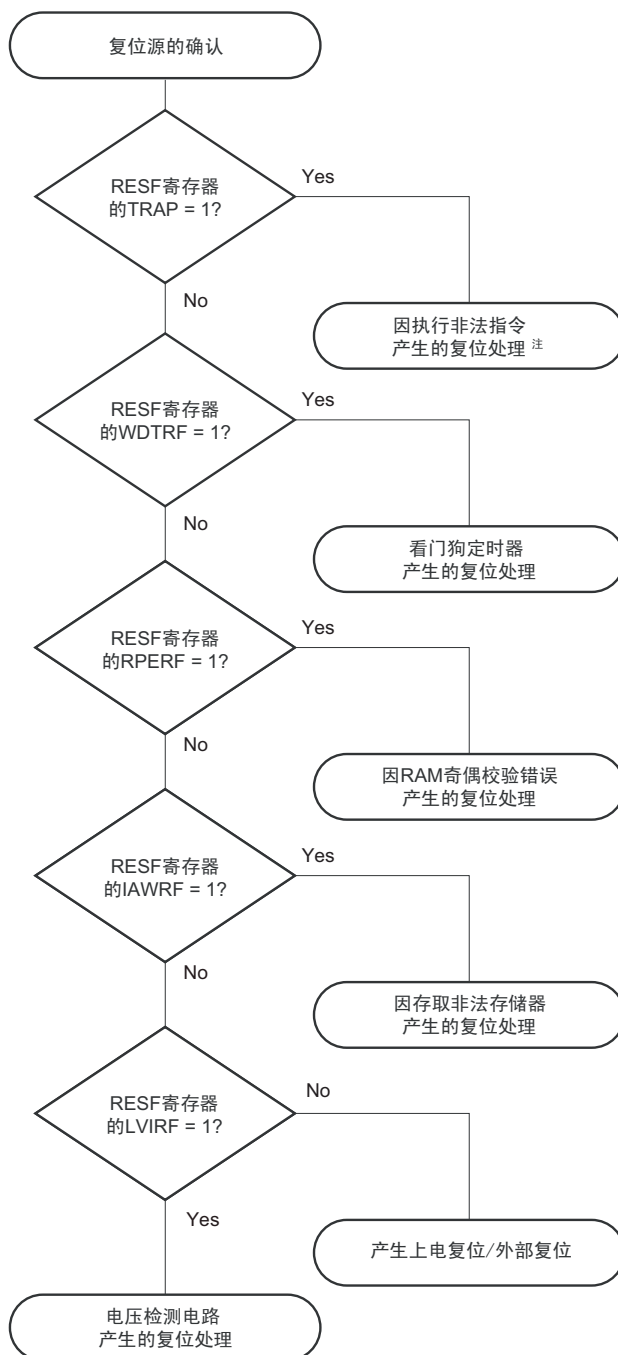 复位源的确认
RESF寄存器
的TRAP = 1?
Yes
No
因执行非法指令
产生的复位处理 注
RESF寄存器
的WDTRF = 1?
Yes
No
看门狗定时器
产生的复位处理
RESF寄存器
的RPERF = 1?
Yes
No
因RAM奇偶校验错误
产生的复位处理
RESF寄存器
的IAWRF = 1?
Yes
No
因存取非法存储器
产生的复位处理
RESF寄存器
的LVIRF = 1?
No
Yes
产生上电复位/外部复位
电压检测电路
产生的复位处理